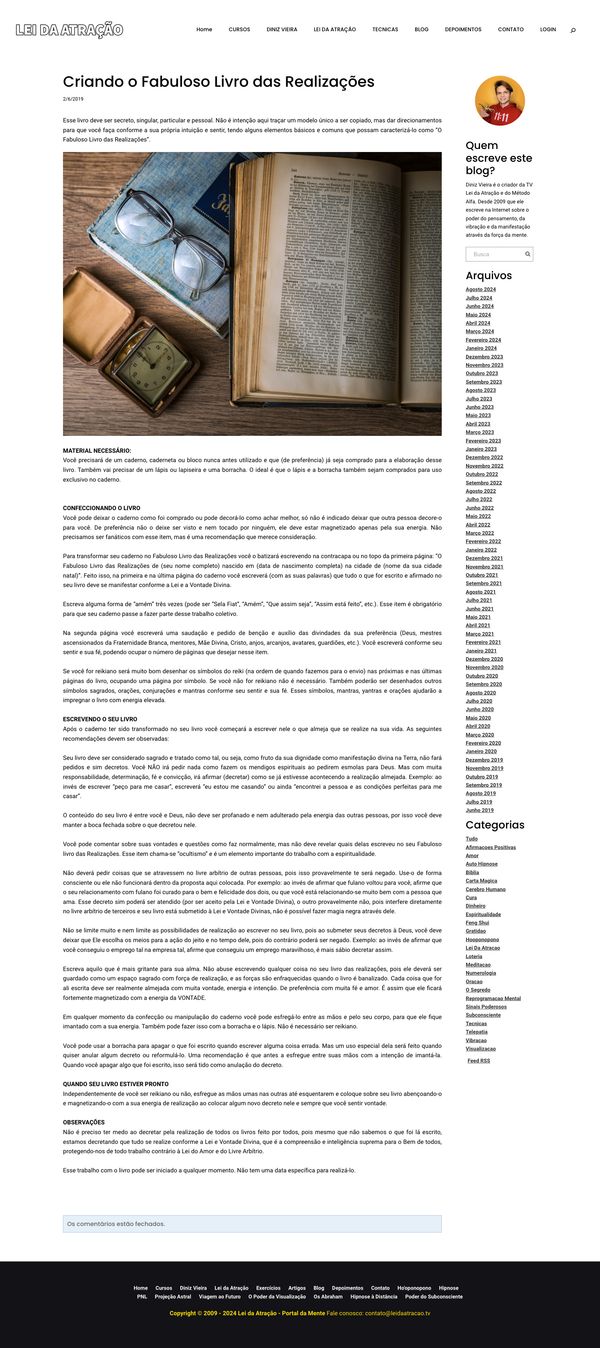 LEI DA ATRAÇÃO
Home CURSOS DINIZ VIEIRA LEI DA ATRAÇÃO TECNICAS BLOG DEPOIMENTOS CONTATO LOGIN
Criando o Fabuloso Livro das Realizações
2/6/2019
Esse livro deve ser secreto, singular, particular e pessoal. Não é intenção aqui traçar um modelo único a ser copiado, mas dar direcionamentos
para que você faça conforme a sua própria intuição e sentir, tendo alguns elementos básicos e comuns que possam caracterizá-lo como “O
Fabuloso Livro das Realizações”.
MATERIAL NECESSÁRIO:
Você precisará de um caderno, caderneta ou bloco nunca antes utilizado e que (de preferência) já seja comprado para a elaboração desse
livro. Também vai precisar de um lápis ou lapiseira e uma borracha. O ideal é que o lápis e a borracha também sejam comprados para uso
exclusivo no caderno.
CONFECCIONANDO O LIVRO
Você pode deixar o caderno como foi comprado ou pode decorá-lo como achar melhor, só não é indicado deixar que outra pessoa decore-o
para você. De preferência não o deixe ser visto e nem tocado por ninguém, ele deve estar magnetizado apenas pela sua energia. Não
precisamos ser fanáticos com esse item, mas é uma recomendação que merece consideração.
Para transformar seu caderno no Fabuloso Livro das Realizações você o batizará escrevendo na contracapa ou no topo da primeira página: “O
Fabuloso Livro das Realizações de (seu nome completo) nascido em (data de nascimento completa) na cidade de (nome da sua cidade
natal)”. Feito isso, na primeira e na última página do caderno você escreverá (com as suas palavras) que tudo o que for escrito e afirmado no
seu livro deve se manifestar conforme a Lei e a Vontade Divina.
Escreva alguma forma de “amém” três vezes (pode ser “Sela Fiat”, “Amém”, “Que assim seja”, “Assim está feito”, etc.). Esse item é obrigatório
para que seu caderno passe a fazer parte desse trabalho coletivo.
Na segunda página você escreverá uma saudação e pedido de benção e auxílio das divindades da sua preferência (Deus, mestres
ascensionados da Fraternidade Branca, mentores, Mãe Divina, Cristo, anjos, arcanjos, avatares, guardiões, etc.). Você escreverá conforme seu
sentir e sua fé, podendo ocupar o número de páginas que desejar nesse item.
Se você for reikiano será muito bom desenhar os símbolos do reiki (na ordem de quando fazemos para o envio) nas próximas e nas últimas
páginas do livro, ocupando uma página por símbolo. Se você não for reikiano não é necessário. Também poderão ser desenhados outros
símbolos sagrados, orações, conjurações e mantras conforme seu sentir e sua fé. Esses símbolos, mantras, yantras e orações ajudarão a
impregnar o livro com energia elevada.
ESCREVENDO O SEU LIVRO
Após o caderno ter sido transformado no seu livro você começará a escrever nele o que almeja que se realize na sua vida. As seguintes
recomendações devem ser observadas:
Seu livro deve ser considerado sagrado e tratado como tal, ou seja, como fruto da sua dignidade como manifestação divina na Terra, não fará
pedidos e sim decretos. Você NÃO irá pedir nada como fazem os mendigos espirituais ao pedirem esmolas para Deus. Mas com muita
responsabilidade, determinação, fé e convicção, irá afirmar (decretar) como se já estivesse acontecendo a realização almejada. Exemplo: ao
invés de escrever “peço para me casar”, escreverá “eu estou me casando” ou ainda “encontrei a pessoa e as condições perfeitas para me
casar”.
O conteúdo do seu livro é entre você e Deus, não deve ser profanado e nem adulterado pela energia das outras pessoas, por isso você deve
manter a boca fechada sobre o que decretou nele.
Você pode comentar sobre suas vontades e questões como faz normalmente, mas não deve revelar quais delas escreveu no seu Fabuloso
livro das Realizações. Esse item chama-se “ocultismo” e é um elemento importante do trabalho com a espiritualidade.
Não deverá pedir coisas que se atravessem no livre arbítrio de outras pessoas, pois isso provavelmente te será negado. Use-o de forma
consciente ou ele não funcionará dentro da proposta aqui colocada. Por exemplo: ao invés de afirmar que fulano voltou para você, afirme que
o seu relacionamento com fulano foi curado para o bem e felicidade dos dois, ou que você está relacionando-se muito bem com a pessoa que
ama. Esse decreto sim poderá ser atendido (por ser aceito pela Lei e Vontade Divina), o outro provavelmente não, pois interfere diretamente
no livre arbítrio de terceiros e seu livro está submetido à Lei e Vontade Divinas, não é possível fazer magia negra através dele.
Não se limite muito e nem limite as possibilidades de realização ao escrever no seu livro, pois ao submeter seus decretos à Deus, você deve
deixar que Ele escolha os meios para a ação do jeito e no tempo dele, pois do contrário poderá ser negado. Exemplo: ao invés de afirmar que
você conseguiu o emprego tal na empresa tal, afirme que conseguiu um emprego maravilhoso, é mais sábio decretar assim.
Escreva aquilo que é mais gritante para sua alma. Não abuse escrevendo qualquer coisa no seu livro das realizações, pois ele deverá ser
guardado como um espaço sagrado com força de realização, e as forças são enfraquecidas quando o livro é banalizado. Cada coisa que for
ali escrita deve ser realmente almejada com muita vontade, energia e intenção. De preferência com muita fé e amor. É assim que ele ficará
fortemente magnetizado com a energia da VONTADE.
Em qualquer momento da confecção ou manipulação do caderno você pode esfregá-lo entre as mãos e pelo seu corpo, para que ele fique
imantado com a sua energia. Também pode fazer isso com a borracha e o lápis. Não é necessário ser reikiano.
Você pode usar a borracha para apagar o que foi escrito quando escrever alguma coisa errada. Mas um uso especial dela será feito quando
quiser anular algum decreto ou reformulá-lo. Uma recomendação é que antes a esfregue entre suas mãos com a intenção de imantá-la.
Quando você apagar algo que foi escrito, isso será tido como anulação do decreto.
QUANDO SEU LIVRO ESTIVER PRONTO
Independentemente de você ser reikiano ou não, esfregue as mãos umas nas outras até esquentarem e coloque sobre seu livro abençoando-o
e magnetizando-o com a sua energia de realização ao colocar algum novo decreto nele e sempre que você sentir vontade.
OBSERVAÇÕES
Não é preciso ter medo ao decretar pela realização de todos os livros feito por todos, pois mesmo que não sabemos o que foi lá escrito,
estamos decretando que tudo se realize conforme a Lei e Vontade Divina, que é a compreensão e inteligência suprema para o Bem de todos,
protegendo-nos de todo trabalho contrário à Lei do Amor e do Livre Arbítrio.
Esse trabalho com o livro pode ser iniciado a qualquer momento. Não tem uma data específica para realizá-lo.
Os comentários estão fechados.
11:11
Quem
escreve este
blog?
Diniz Vieira é o criador da TV
Lei da Atração e do Método
Alfa. Desde 2009 que ele
escreve na Internet sobre o
poder do pensamento, da
vibração e da manifestação
através da força da mente.
Busca
Arquivos
Agosto 2024
Julho 2024
Junho 2024
Maio 2024
Abril 2024
Março 2024
Fevereiro 2024
Janeiro 2024
Dezembro 2023
Novembro 2023
Outubro 2023
Setembro 2023
Agosto 2023
Julho 2023
Junho 2023
Maio 2023
Abril 2023
Março 2023
Fevereiro 2023
Janeiro 2023
Dezembro 2022
Novembro 2022
Outubro 2022
Setembro 2022
Agosto 2022
Julho 2022
Junho 2022
Maio 2022
Abril 2022
Março 2022
Fevereiro 2022
Janeiro 2022
Dezembro 2021
Novembro 2021
Outubro 2021
Setembro 2021
Agosto 2021
Julho 2021
Junho 2021
Maio 2021
Abril 2021
Março 2021
Fevereiro 2021
Janeiro 2021
Dezembro 2020
Novembro 2020
Outubro 2020
Setembro 2020
Agosto 2020
Julho 2020
Junho 2020
Maio 2020
Abril 2020
Março 2020
Fevereiro 2020
Janeiro 2020
Dezembro 2019
Novembro 2019
Outubro 2019
Setembro 2019
Agosto 2019
Julho 2019
Junho 2019
Categorias
Tudo
Afirmacoes Positivas
Amor
Auto Hipnose
Biblia
Carta Magica
Cerebro Humano
Cura
Dinheiro
Espiritualidade
Feng Shui
Gratidao
Hooponopono
Lei Da Atracao
Loteria
Meditacao
Numerologia
Oracao
O Segredo
Reprogramacao Mental
Sinais Poderosos
Subconsciente
Tecnicas
Telepatia
Vibracao
Visualizacao
Feed RSS
Home Cursos Diniz Vieira Lei da Atração Exercícios Artigos Blog Depoimentos Contato Ho'oponopono Hipnose
PNL Projeção Astral Viagem ao Futuro O Poder da Visualização Os Abraham Hipnose à Distância Poder do Subconsciente
Copyright © 2009 - 2024 Lei da Atração - Portal da Mente Fale conosco: contato@leidaatracao.tv